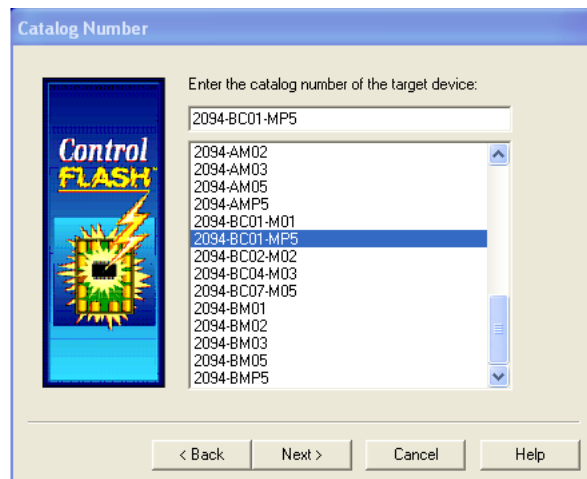 Catalog Number
Enter the catalog number of the target device:
2094-BC01-MP5
Control
FLASH
2094-AM02
2094-AM03
2094-AM05
2094-AMP5
2094-BC01-M01
2094-BC01-MP5
2094-BC02-M02
2094-BC04-M03
2094-BC07-M05
2094-BM01
2094-BM02
2094-BM03
2094-BM05
2094-BMP5
< Back
Next >
Cancel
Help